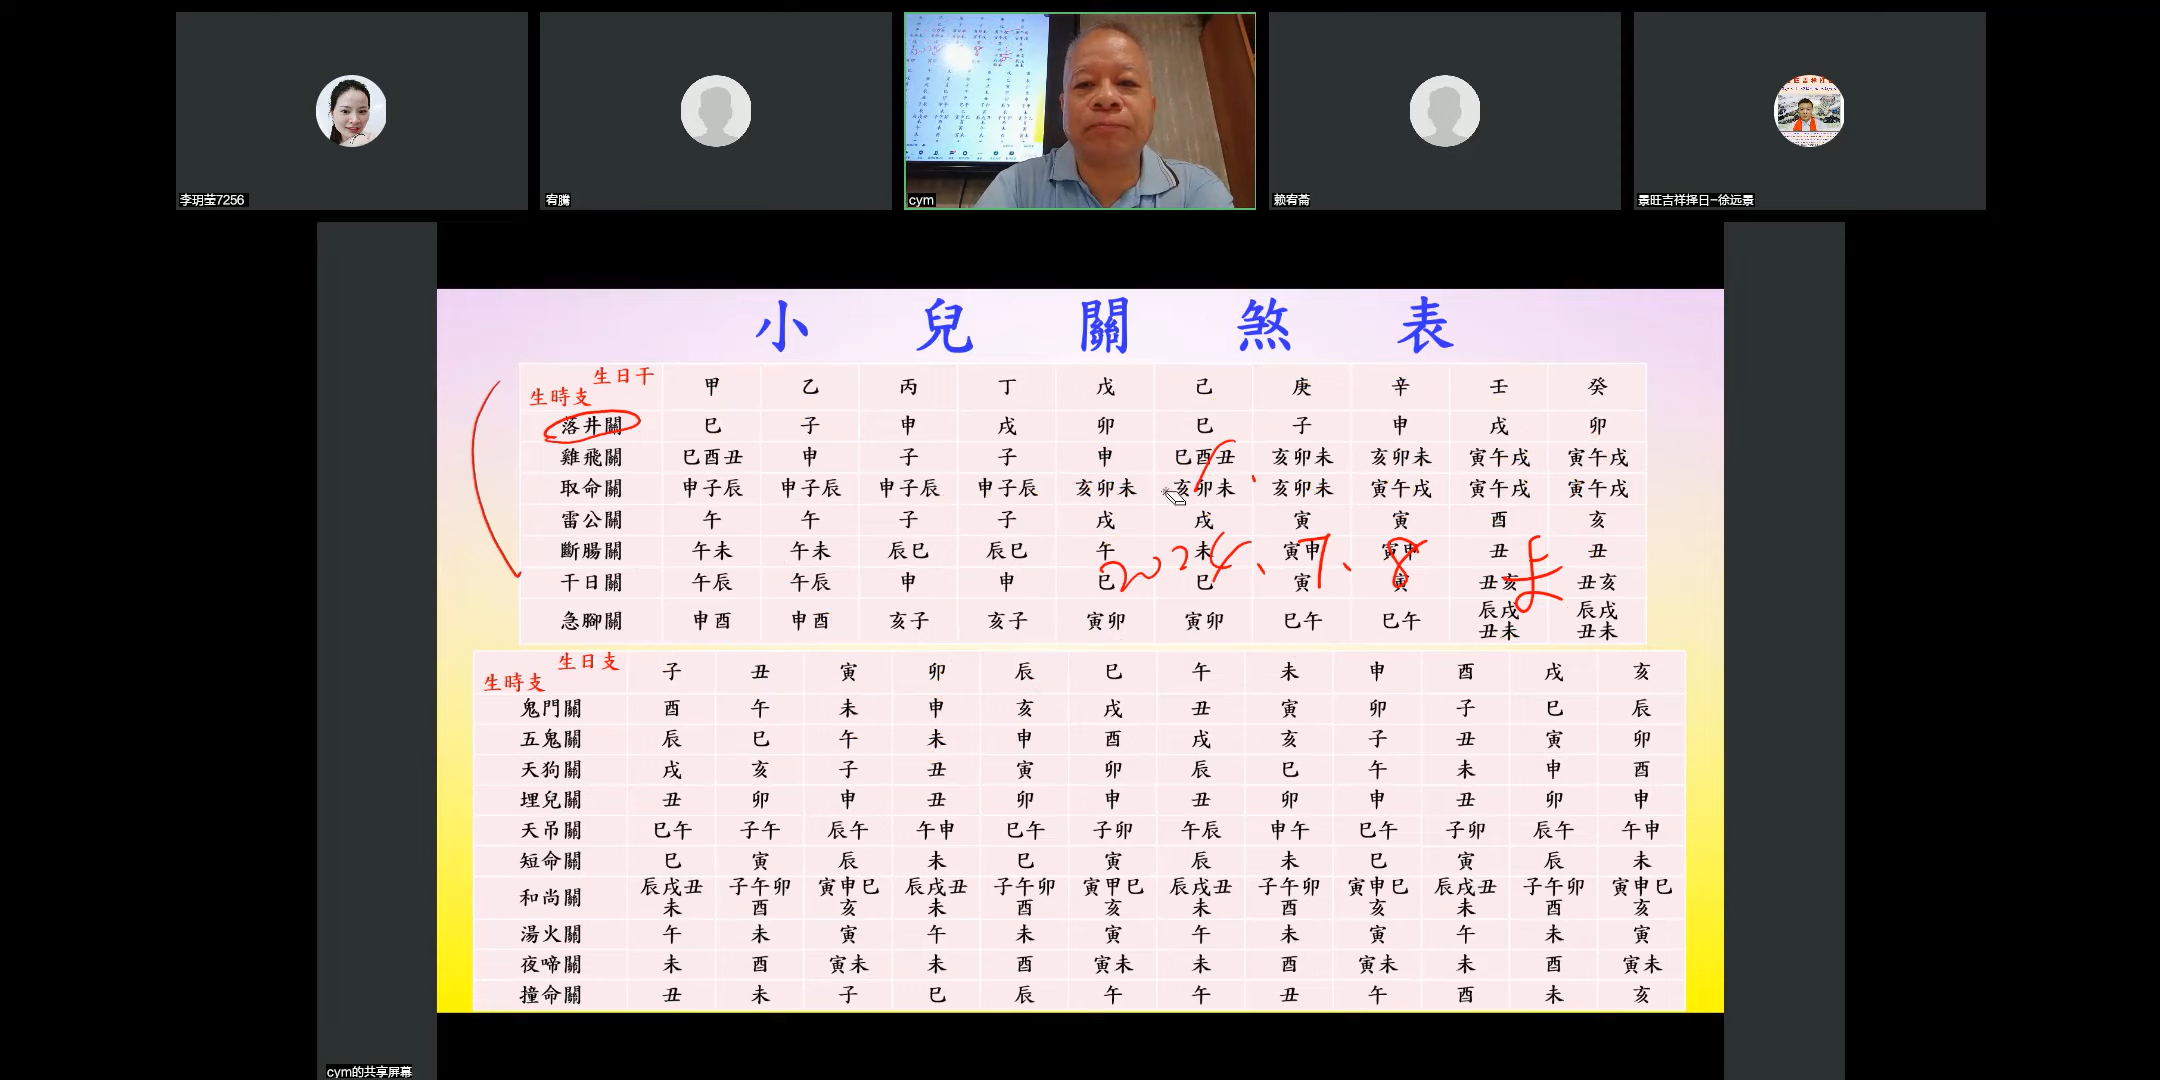 李玥莹7256
宥騰
cym
赖宥萮
景旺吉祥择日-徐远景
小兒關煞表
生日干 甲 乙 丙 丁 戊 己 庚 辛 壬 癸
生時支
落井關 巳 子 申 戌 卯 巳 子 申 戌 卯
雞飛關 巳酉丑 申 子 子 申 巳酉丑 亥卯未 亥卯未 寅午戌 寅午戌
取命關 申子辰 申子辰 申子辰 申子辰 亥卯未 亥卯未 亥卯未 寅午戌 寅午戌 寅午戌
雷公關 午 午 子 子 戌 戌 寅 寅 酉 亥
斷腸關 午未 午未 辰巳 辰巳 午 未 寅申 寅申 丑 丑
2024、7、8
千日關 午辰 午辰 申 申 巳 巳 寅 寅 丑亥 丑亥
急腳關 申酉 申酉 亥子 亥子 寅卯 寅卯 巳午 巳午 辰戌丑未 辰戌丑未
生日支 子 丑 寅 卯 辰 巳 午 未 申 酉 戌 亥
生時支
鬼門關 酉 午 未 申 亥 戌 丑 寅 卯 子 巳 辰
五鬼關 辰 巳 午 未 申 酉 戌 亥 子 丑 寅 卯
天狗關 戌 亥 子 丑 寅 卯 辰 巳 午 未 申 酉
埋兒關 丑 卯 申 丑 卯 申 丑 卯 申 丑 卯 申
天吊關 巳午 子午 辰午 午申 巳午 子卯 午辰 申午 巳午 子卯 辰午 午申
短命關 巳 寅 辰 未 巳 寅 辰 未 巳 寅 辰 未
和尚關 辰戌丑未 子午卯酉 寅申巳亥 辰戌丑未 子午卯酉 寅甲巳亥 辰戌丑未 子午卯酉 寅申巳亥 辰戌丑未 子午卯酉 寅申巳亥
湯火關 午 未 寅 午 未 寅 午 未 寅 午 未 寅
夜啼關 未 酉 寅未 未 酉 寅未 未 酉 寅未 未 酉 寅未
撞命關 丑 未 子 巳 辰 午 午 丑 午 酉 未 亥
cym的共享屏幕